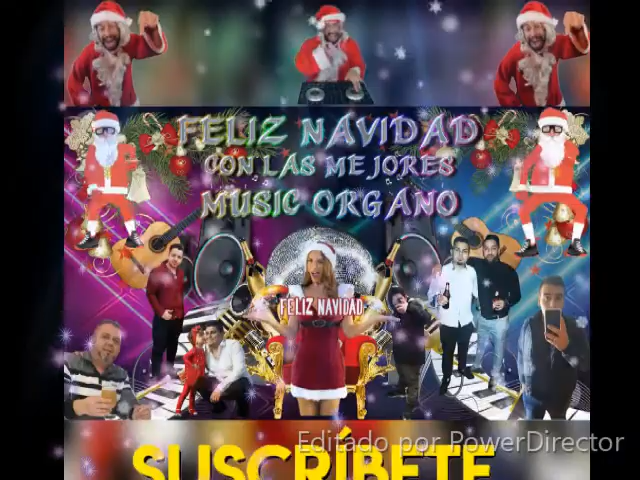 FELIZ NAVIDAD
CON LAS MEJORES
MUSIC ORGANO
FELIZ NAVIDAD
Editado por PowerDirector
SUSCRÍBETE